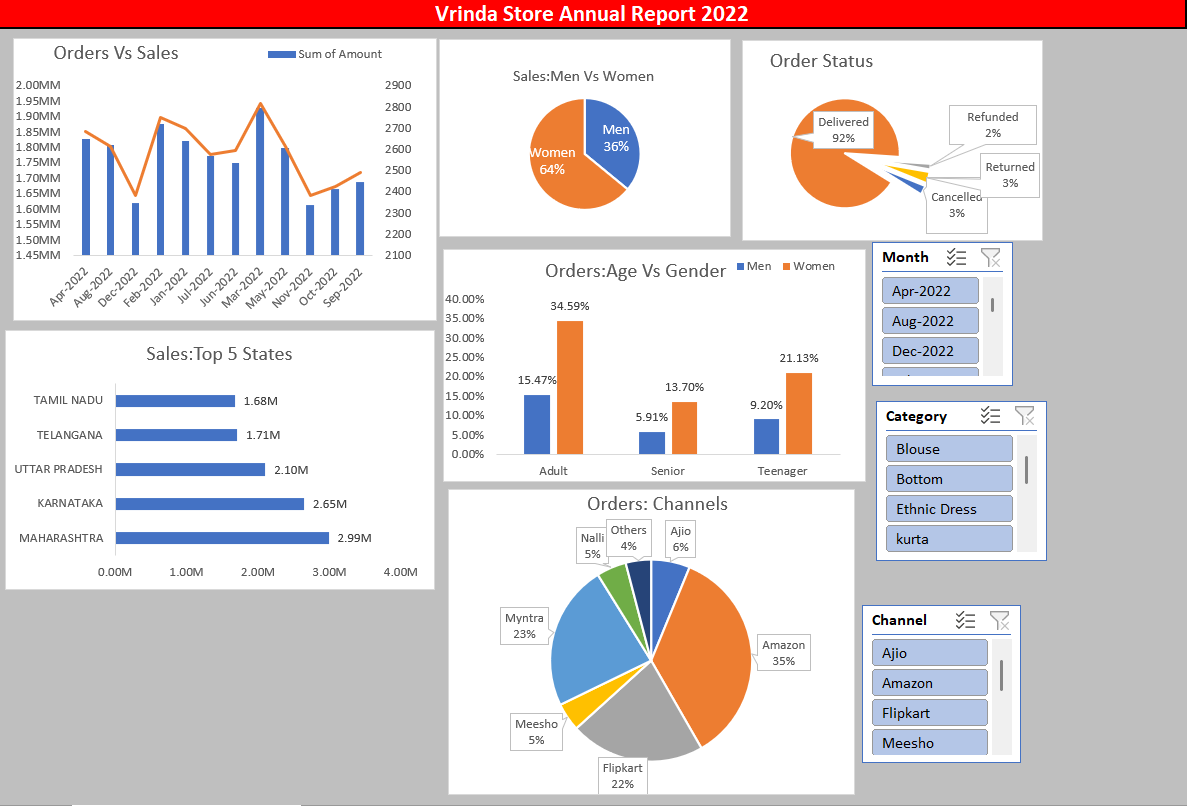 Vrinda Store Annual Report 2022
Orders Vs Sales
Sum of Amount
2.00MM
1.95MM
1.90MM
1.85MM
1.80MM
1.75MM
1.70MM
1.65MM
1.60MM
1.55MM
1.50MM
1.45MM
2900
2800
2700
2600
2500
2400
2300
2200
2100
Apr-2022
Aug-2022
Dec-2022
Feb-2022
Jan-2022
Jul-2022
Jun-2022
Mar-2022
May-2022
Nov-2022
Oct-2022
Sep-2022
Sales:Men Vs Women
Men
36%
Women
64%
Order Status
Delivered
92%
Refunded
2%
Returned
3%
Cancelled
3%
Sales:Top 5 States
TAMIL NADU
1.68M
TELANGANA
1.71M
UTTAR PRADESH
2.10M
KARNATAKA
2.65M
MAHARASHTRA
2.99M
0.00M
1.00M
2.00M
3.00M
4.00M
Orders:Age Vs Gender
Men
Women
40.00%
35.00%
30.00%
25.00%
20.00%
15.00%
10.00%
5.00%
0.00%
15.47%
34.59%
5.91%
13.70%
9.20%
21.13%
Adult
Senior
Teenager
Month
Apr-2022
Aug-2022
Dec-2022
Category
Blouse
Bottom
Ethnic Dress
kurta
Orders: Channels
Nalli
5%
Others
4%
Ajio
6%
Myntra
23%
Amazon
35%
Meesho
5%
Flipkart
22%
Channel
Ajio
Amazon
Flipkart
Meesho